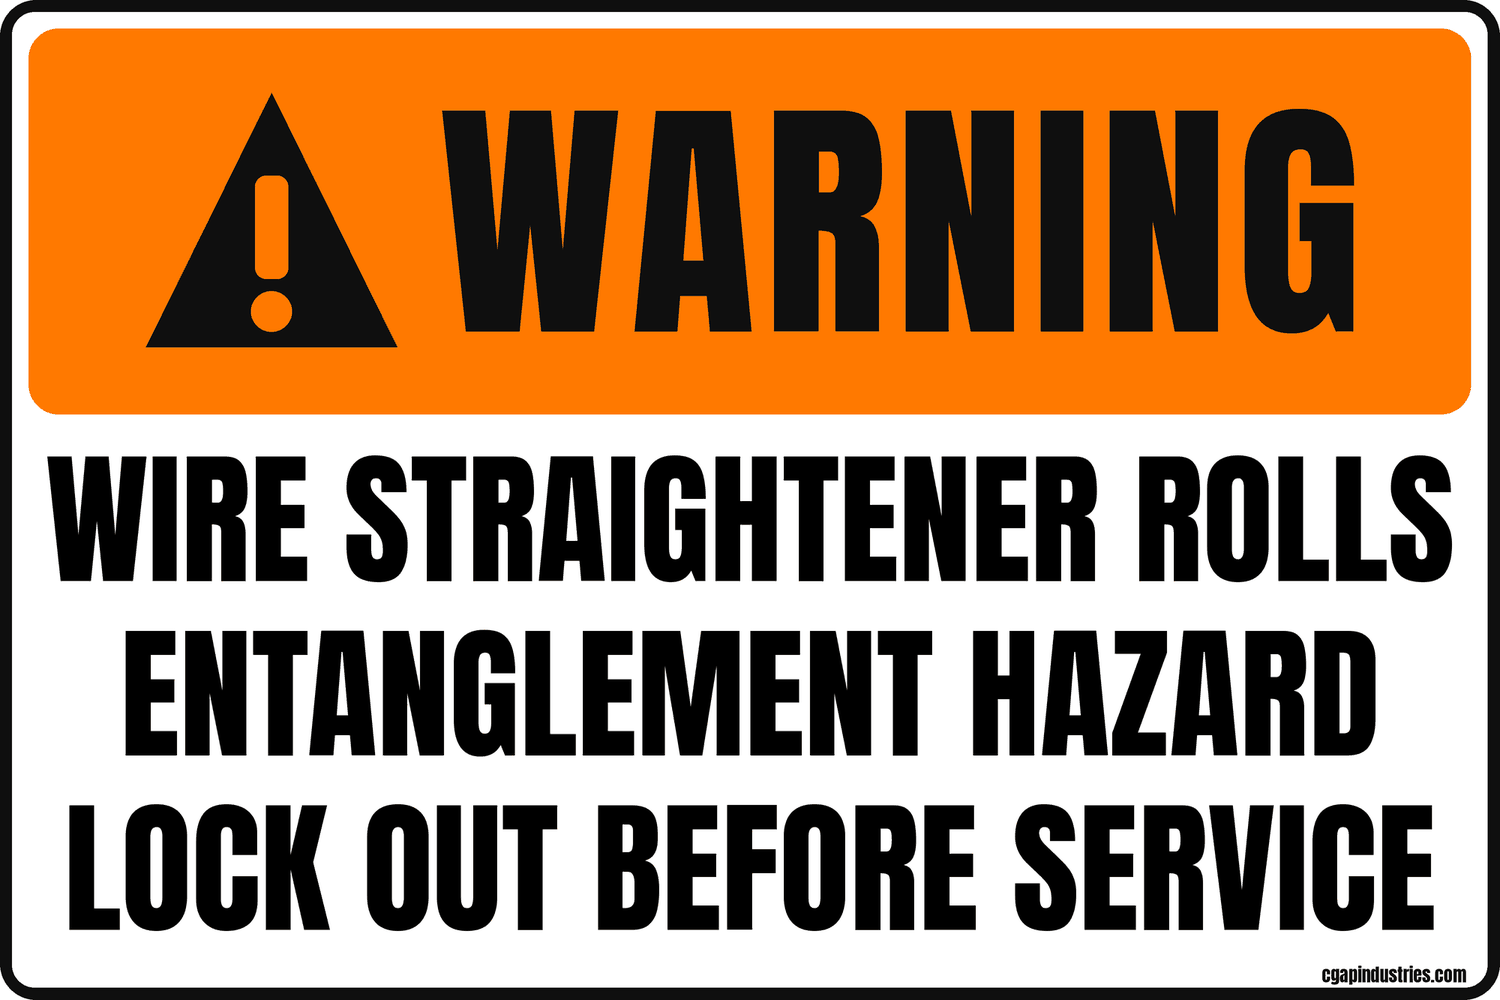 WARNING
WIRE STRAIGHTENER ROLLS
ENTANGLEMENT HAZARD
LOCK OUT BEFORE SERVICE
cgapindustries.com